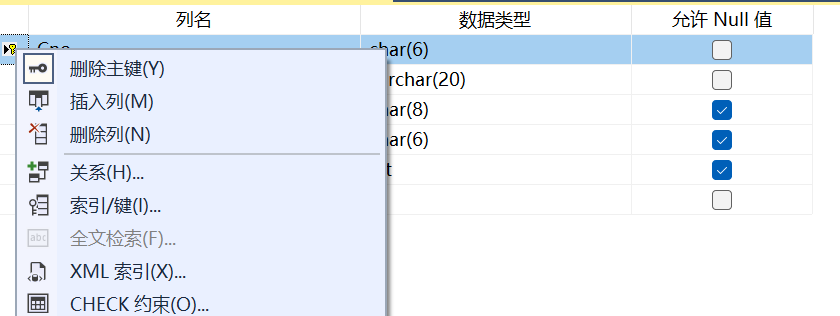 列名 数据类型 允许 Null 值
char(6)
删除主键(Y)
rchar(20)
插入列(M)
har(8)
删除列(N)
har(6)
关系(H)...
索引/键(I)...
全文检索(F)...
XML 索引(X)...
CHECK 约束(O)...